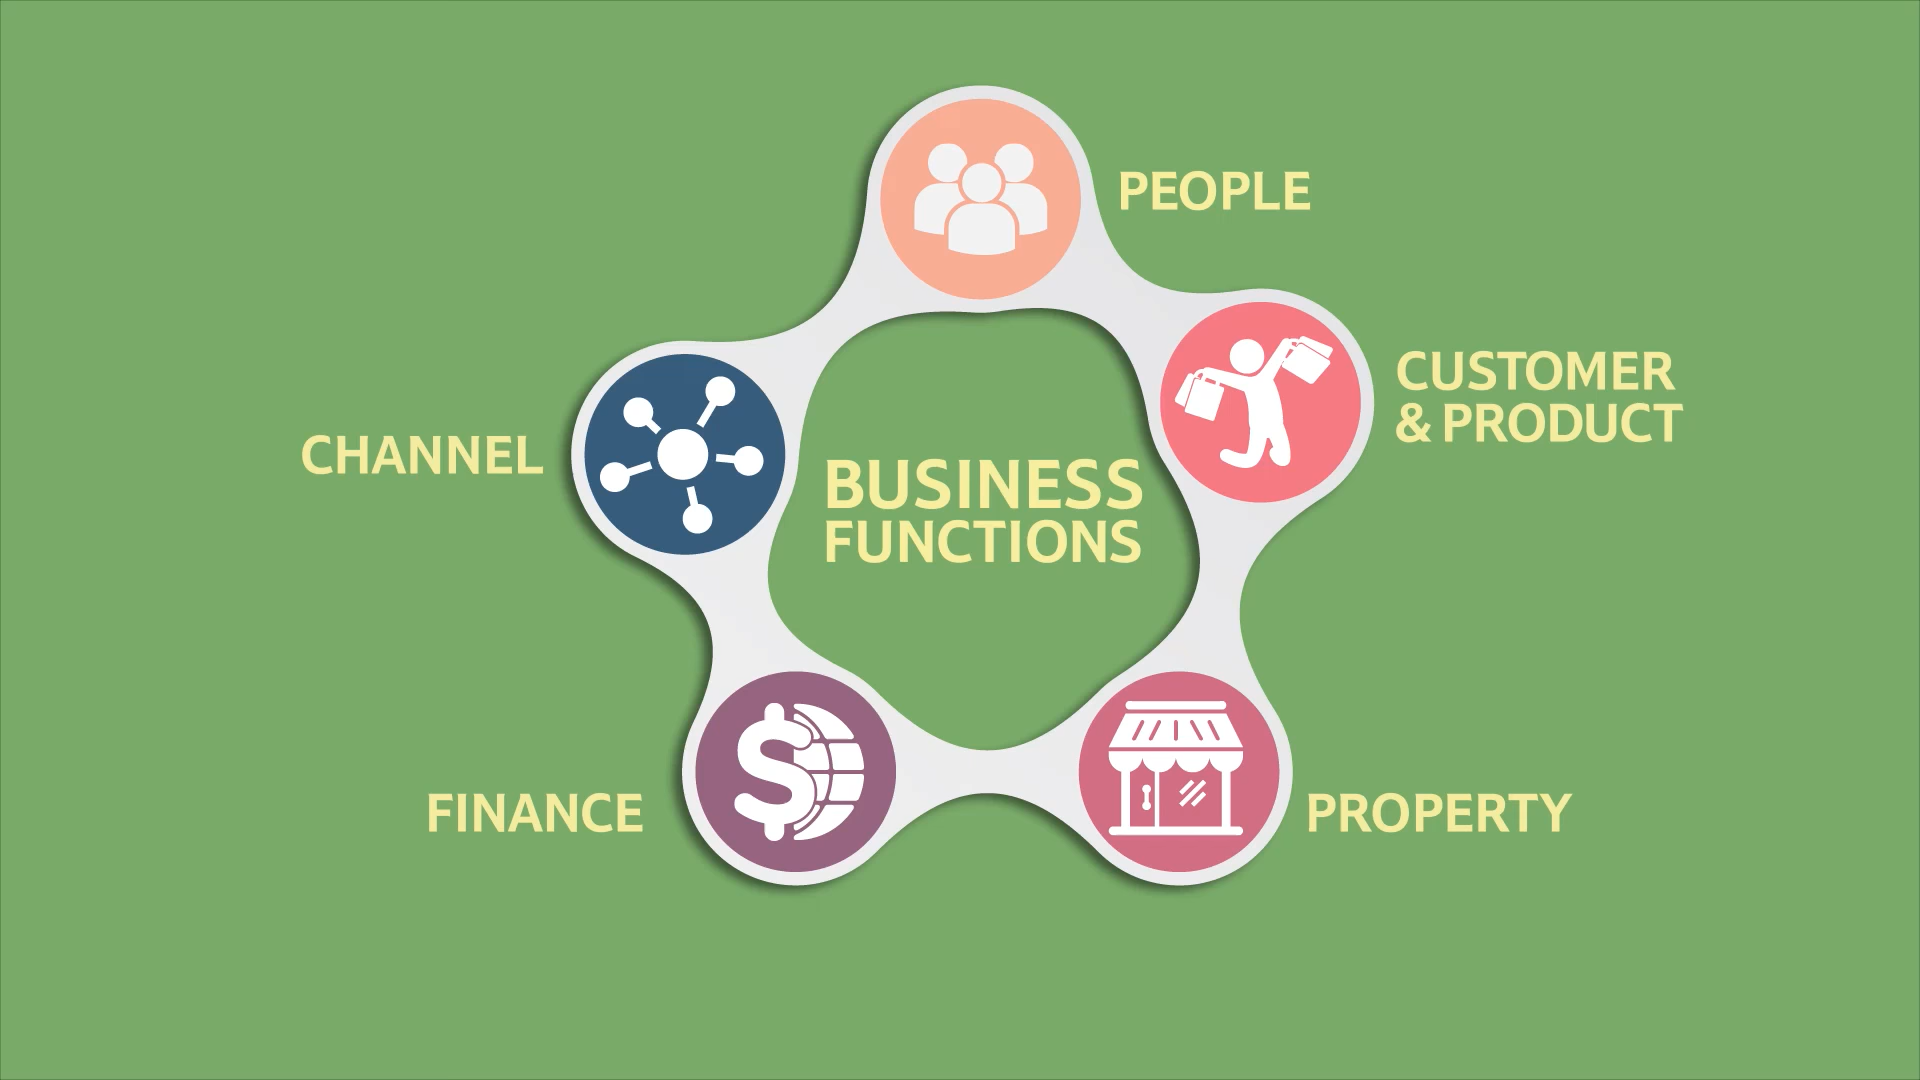 PEOPLE
CUSTOMER
& PRODUCT
CHANNEL
BUSINESS
FUNCTIONS
FINANCE
PROPERTY